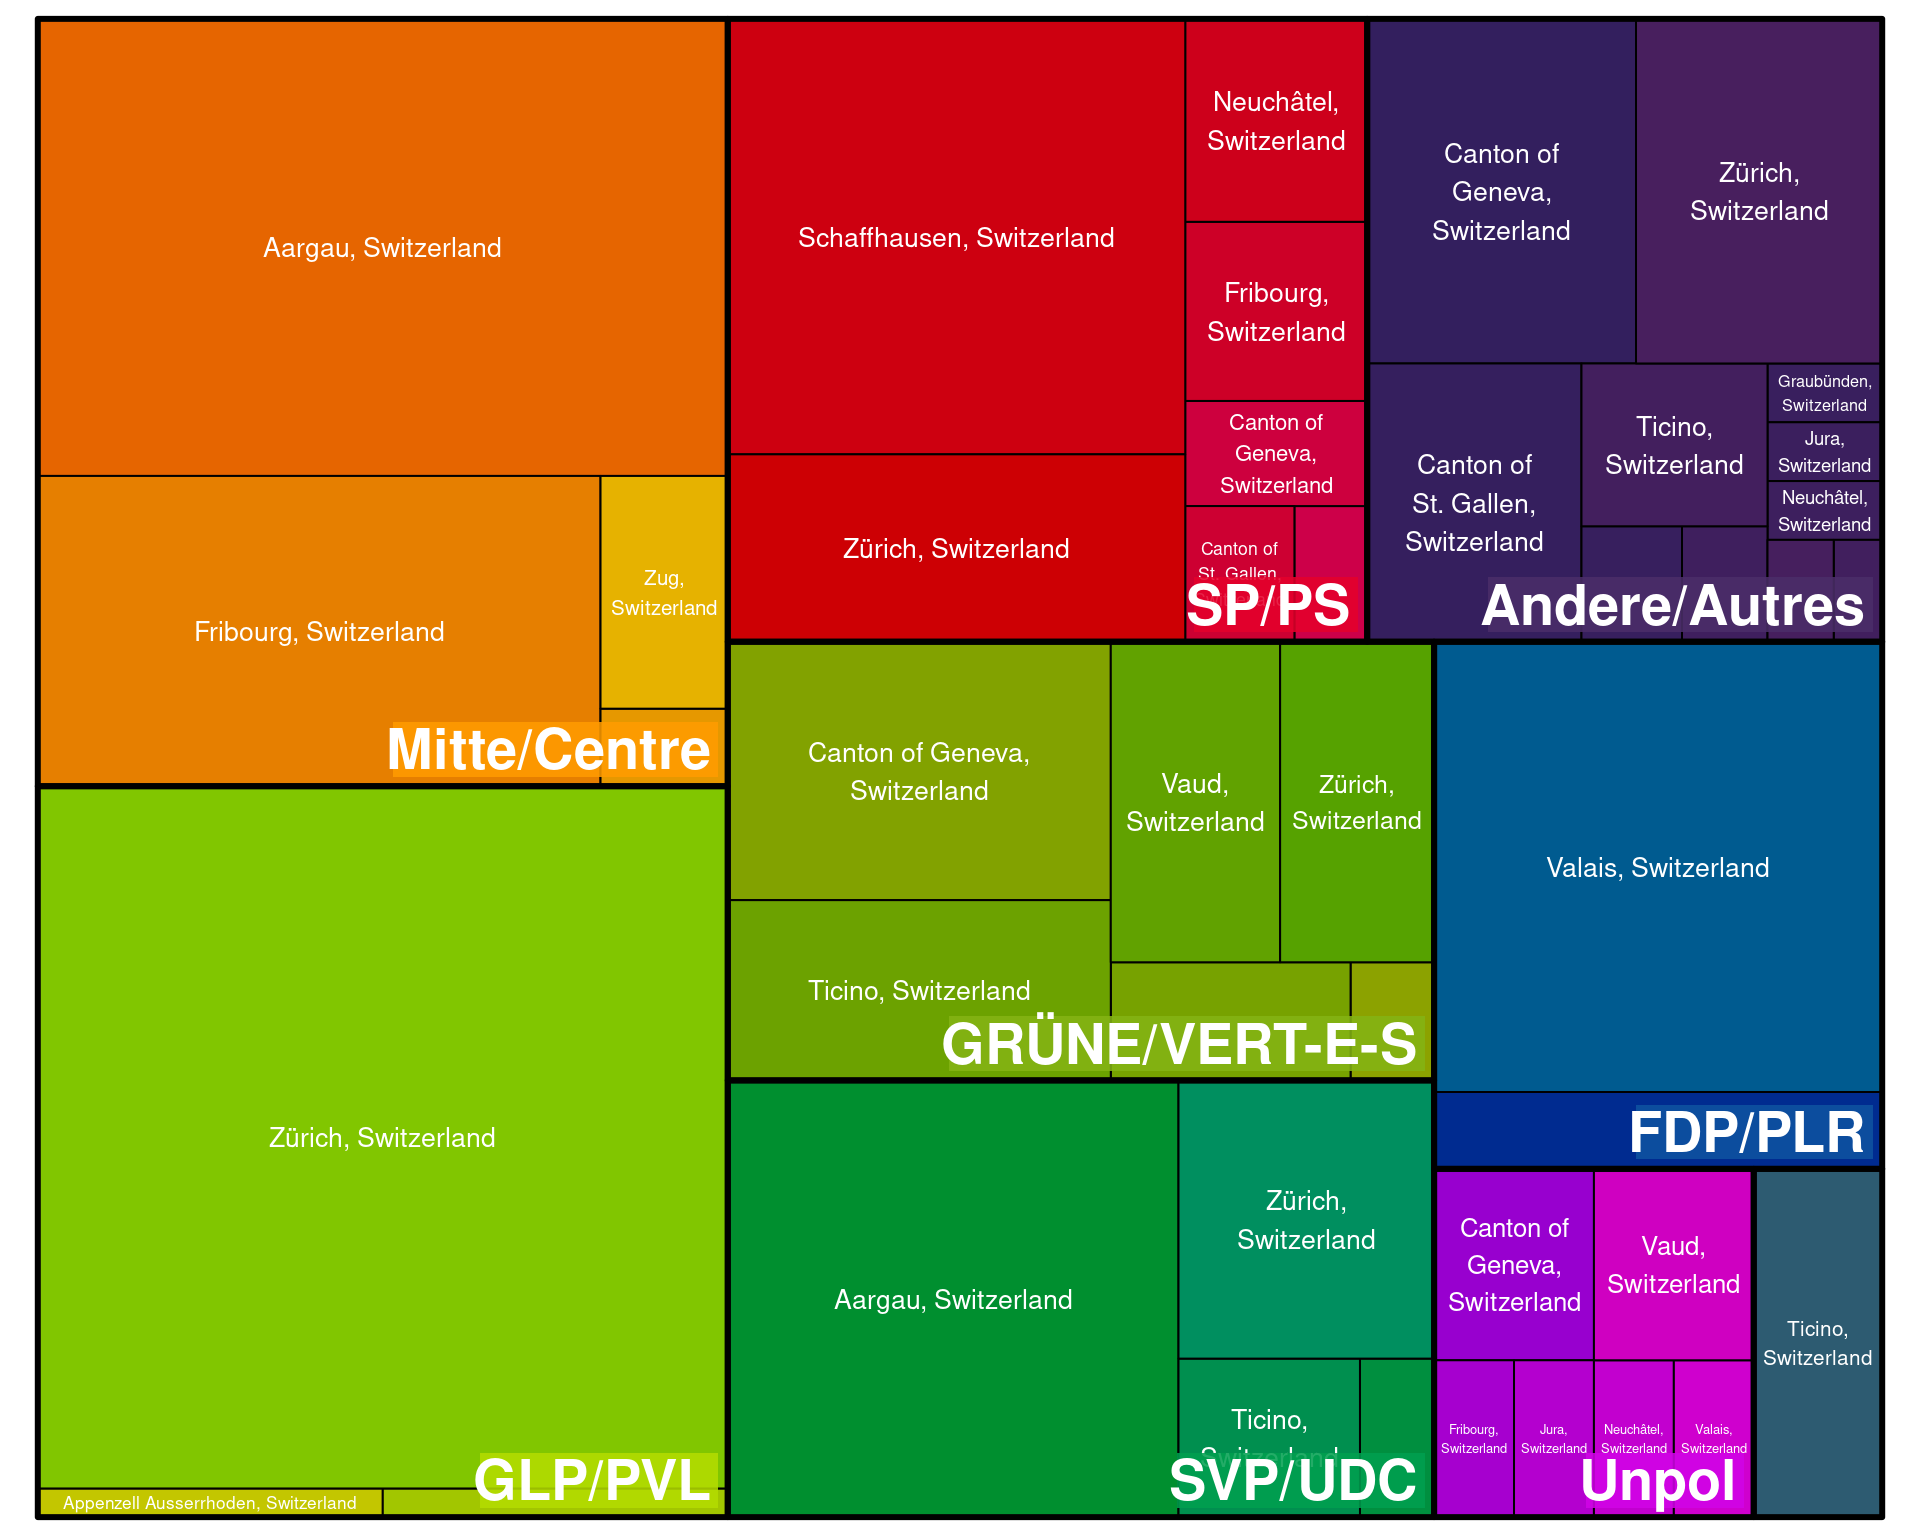 Aargau, Switzerland
Fribourg, Switzerland
Zug,
Switzerland
Mitte/Centre
Zürich, Switzerland
Appenzell Ausserrhoden, Switzerland
GLP/PVL
Schaffhausen, Switzerland
Zürich, Switzerland
Neuchâtel,
Switzerland
Fribourg,
Switzerland
Canton of
Geneva,
Switzerland
Canton of
St. Gallen,
SP/PS
Canton of
Geneva,
Switzerland
Zürich,
Switzerland
Canton of
St. Gallen,
Switzerland
Ticino,
Switzerland
Graubünden,
Switzerland
Jura,
Switzerland
Neuchâtel,
Switzerland
Andere/Autres
Canton of Geneva,
Switzerland
Ticino, Switzerland
Vaud,
Switzerland
Zürich,
Switzerland
GRÜNE/VERT-E-S
Aargau, Switzerland
Zürich,
Switzerland
Ticino,
Switzerland
SVP/UDC
Valais, Switzerland
FDP/PLR
Canton of
Geneva,
Switzerland
Vaud,
Switzerland
Fribourg,
Switzerland
Jura,
Switzerland
Neuchâtel,
Switzerland
Valais,
Switzerland
Unpol
Ticino,
Switzerland